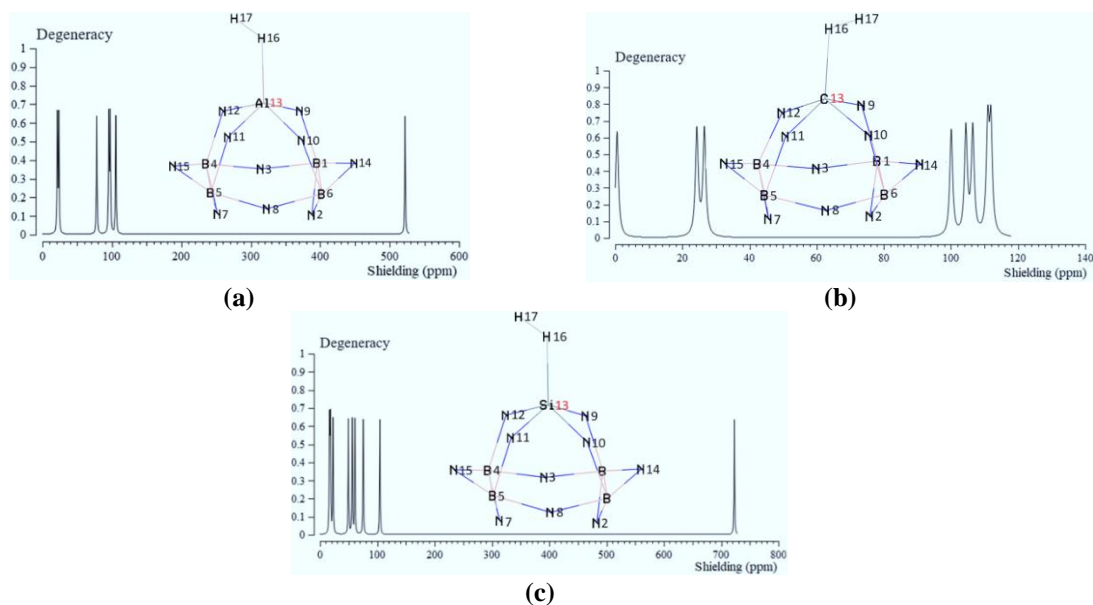 Degeneracy
1
0.9
0.8
0.7
0.6
0.5
0.4
0.3
0.2
0.1
0
0 100 200 300 400 500 600
Shielding (ppm)
H17
H16
Al13
N12 N9
N11 N10
B4 N3 B1 N14
N15
B5 B6
N7 N8 N2
(a)
Degeneracy
1
0.9
0.8
0.7
0.6
0.5
0.4
0.3
0.2
0.1
0
0 20 40 60 80 100 120 140
Shielding (ppm)
H17
H16
C13
N12 N9
N11 N10
N15 B4 N3 B1 N14
B5 B6
N7 N8 N2
(b)
Degeneracy
1
0.9
0.8
0.7
0.6
0.5
0.4
0.3
0.2
0.1
0
0 100 200 300 400 500 600 700 800
Shielding (ppm)
H17
H16
Si13
N12 N9
N11 N10
N15 B4 N3 B N14
B5 B
N7 N8 N2
(c)